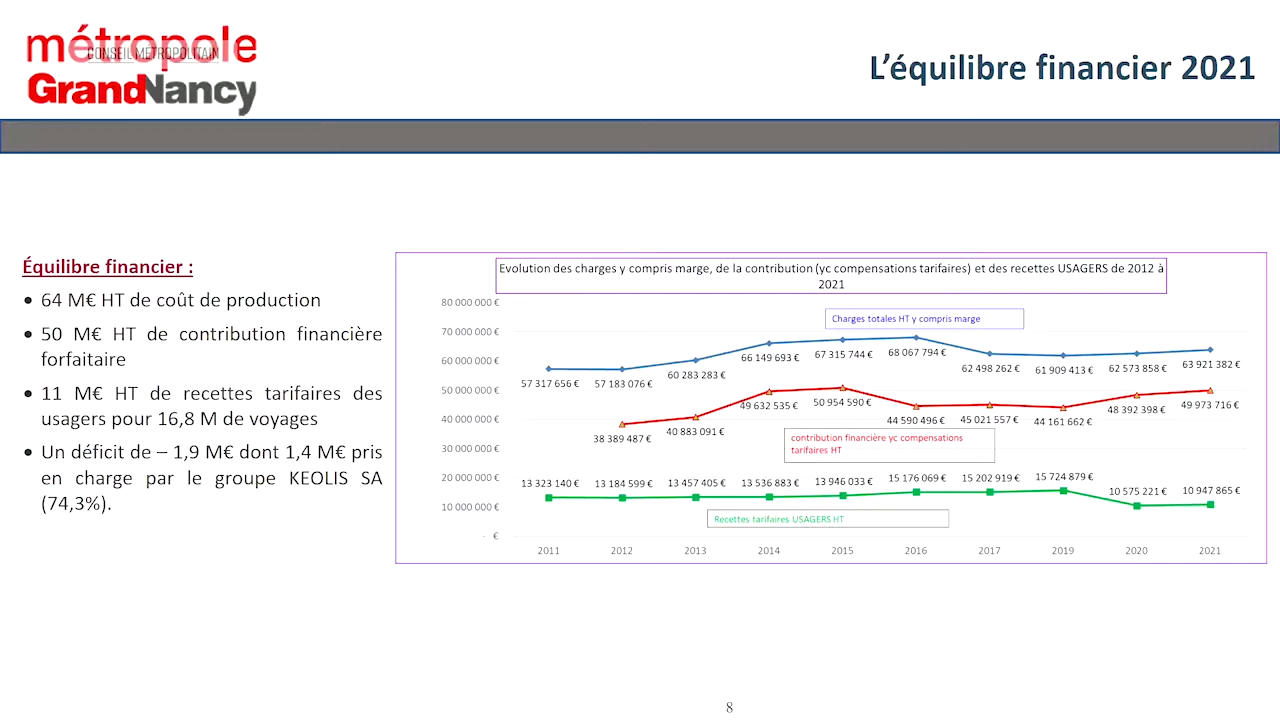 métropole
CONSEIL MÉTROPOLITAIN
GrandNancy
L'équilibre financier 2021
Équilibre financier :
• 64 M€ HT de coût de production
• 50 M€ HT de contribution financière
forfaitaire
• 11 M€ HT de recettes tarifaires des
usagers pour 16,8 M de voyages
• Un déficit de – 1,9 M€ dont 1,4 M€ pris
en charge par le groupe KEOLIS SA
(74,3%).
Evolution des charges y compris marge, de la contribution (yc compensations tarifaires) et des recettes USAGERS de 2012 à
2021
80 000 000 €
70 000 000 €
60 000 000 €
50 000 000 €
40 000 000 €
30 000 000 €
20 000 000 €
10 000 000 €
- €
Charges totales HT y compris marge
57 317 656 € 57 183 076 € 60 283 283 € 66 149 693 € 67 315 744 € 68 067 794 € 62 498 262 € 61 909 413 € 62 573 858 € 63 921 382 €
38 389 487 € 40 883 091 € 49 632 535 € 50 954 590 € 44 590 496 € 45 021 557 € 44 161 662 € 48 392 398 € 49 973 716 €
contribution financière yc compensations
tarifaires HT
13 323 140 € 13 184 599 € 13 457 405 € 13 536 883 € 13 946 033 € 15 176 069 € 15 202 919 € 15 724 879 € 10 575 221 € 10 947 865 €
Recettes tarifaires USAGERS HT
2011 2012 2013 2014 2015 2016 2017 2019 2020 2021
8